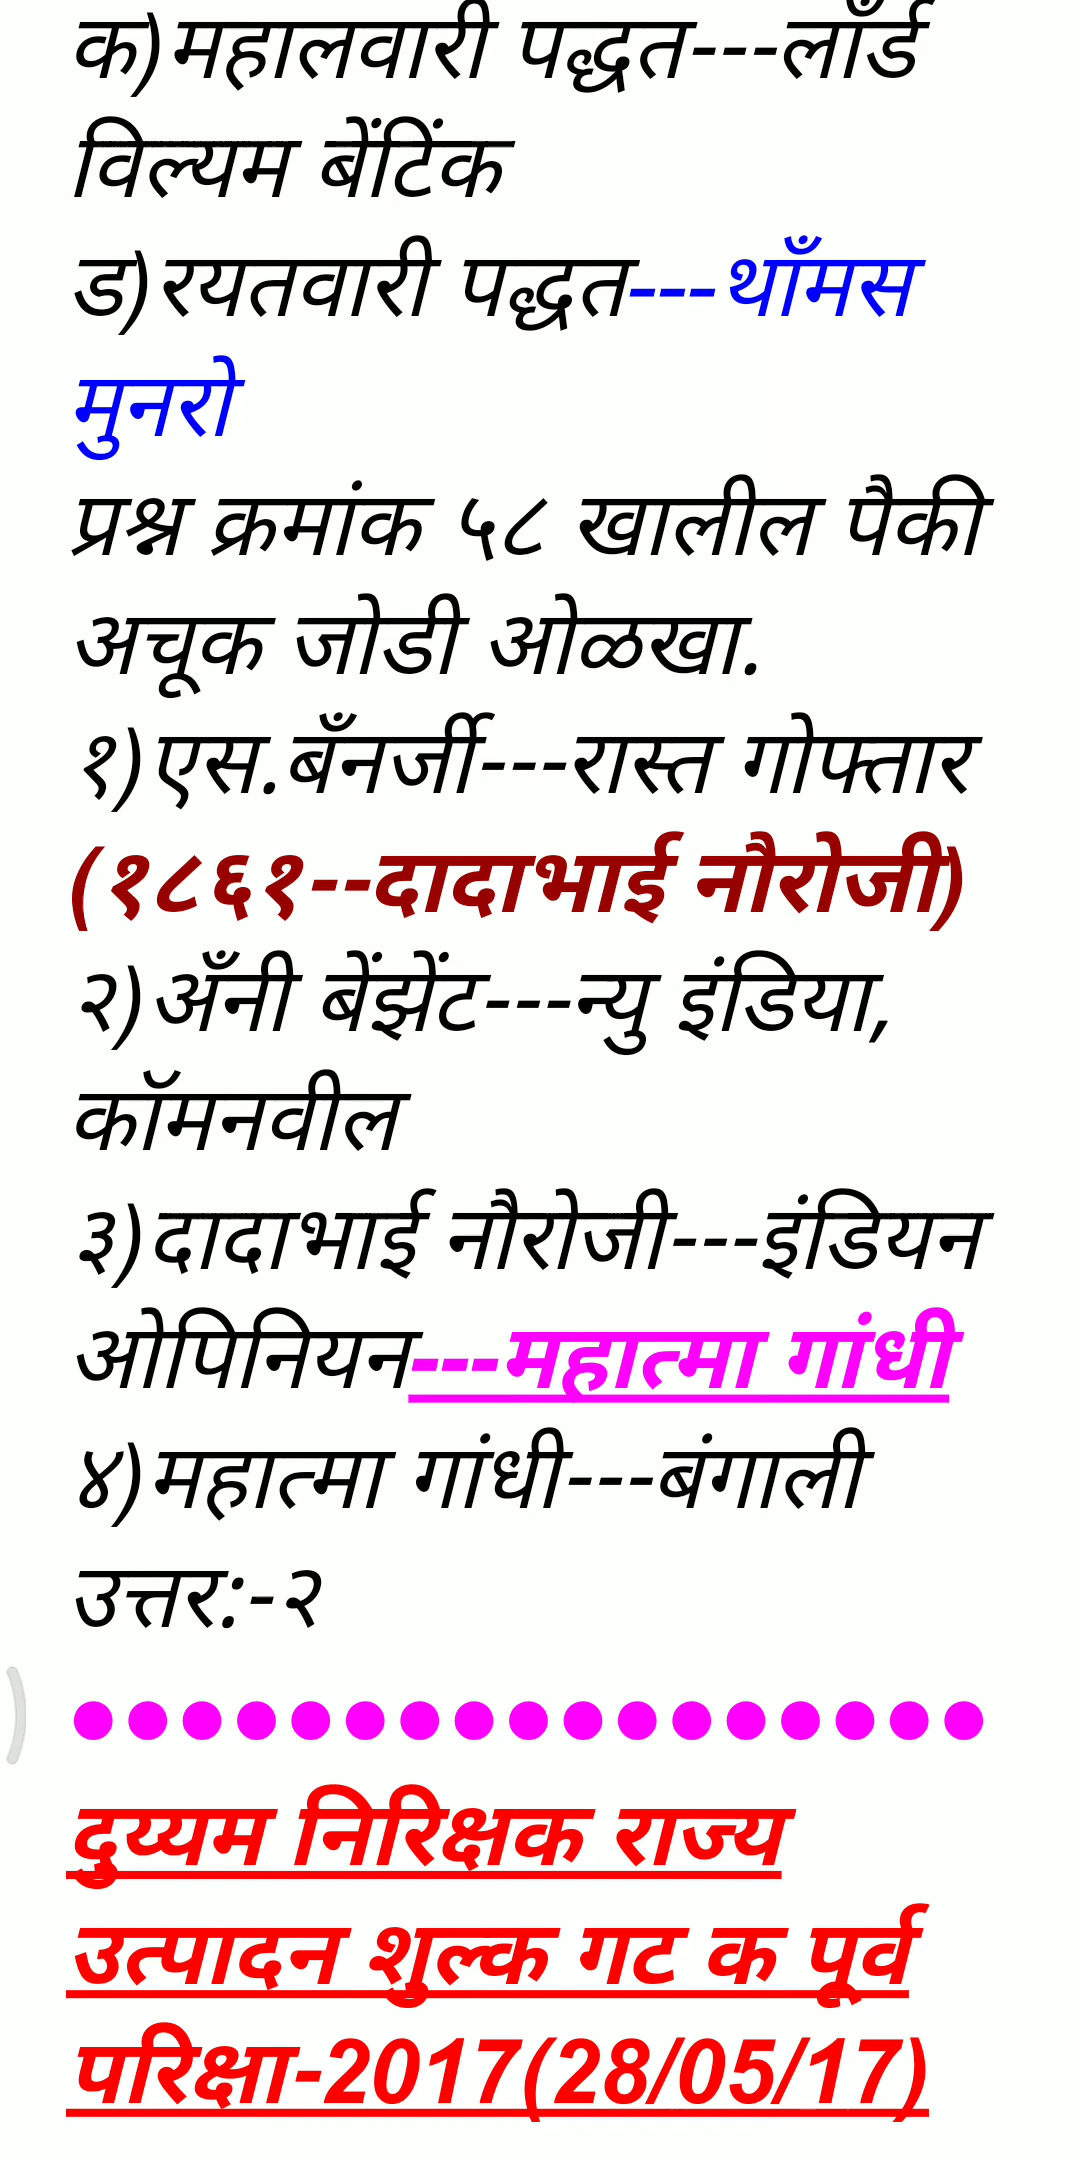 क)महालवारी पद्धत---लाँर्ड
विल्यम बेंटिंक
ड)रयतवारी पद्धत---थाँमस
मुनरो
प्रश्न क्रमांक ५८ खालील पैकी
अचूक जोडी ओळखा.
१)एस.बँनर्जी---रास्त गोफ्तार
(१८६१--दादाभाई नौरोजी)
२)अँनी बेंझेंट---न्यु इंडिया,
कॉमनवील
३)दादाभाई नौरोजी---इंडियन
ओपिनियन---महात्मा गांधी
४)महात्मा गांधी---बंगाली
उत्तर:-२
●●●●●●●●●●●●●●●●●
दुय्यम निरिक्षक राज्य
उत्पादन शुल्क गट क पूर्व
परिक्षा-2017(28/05/17)